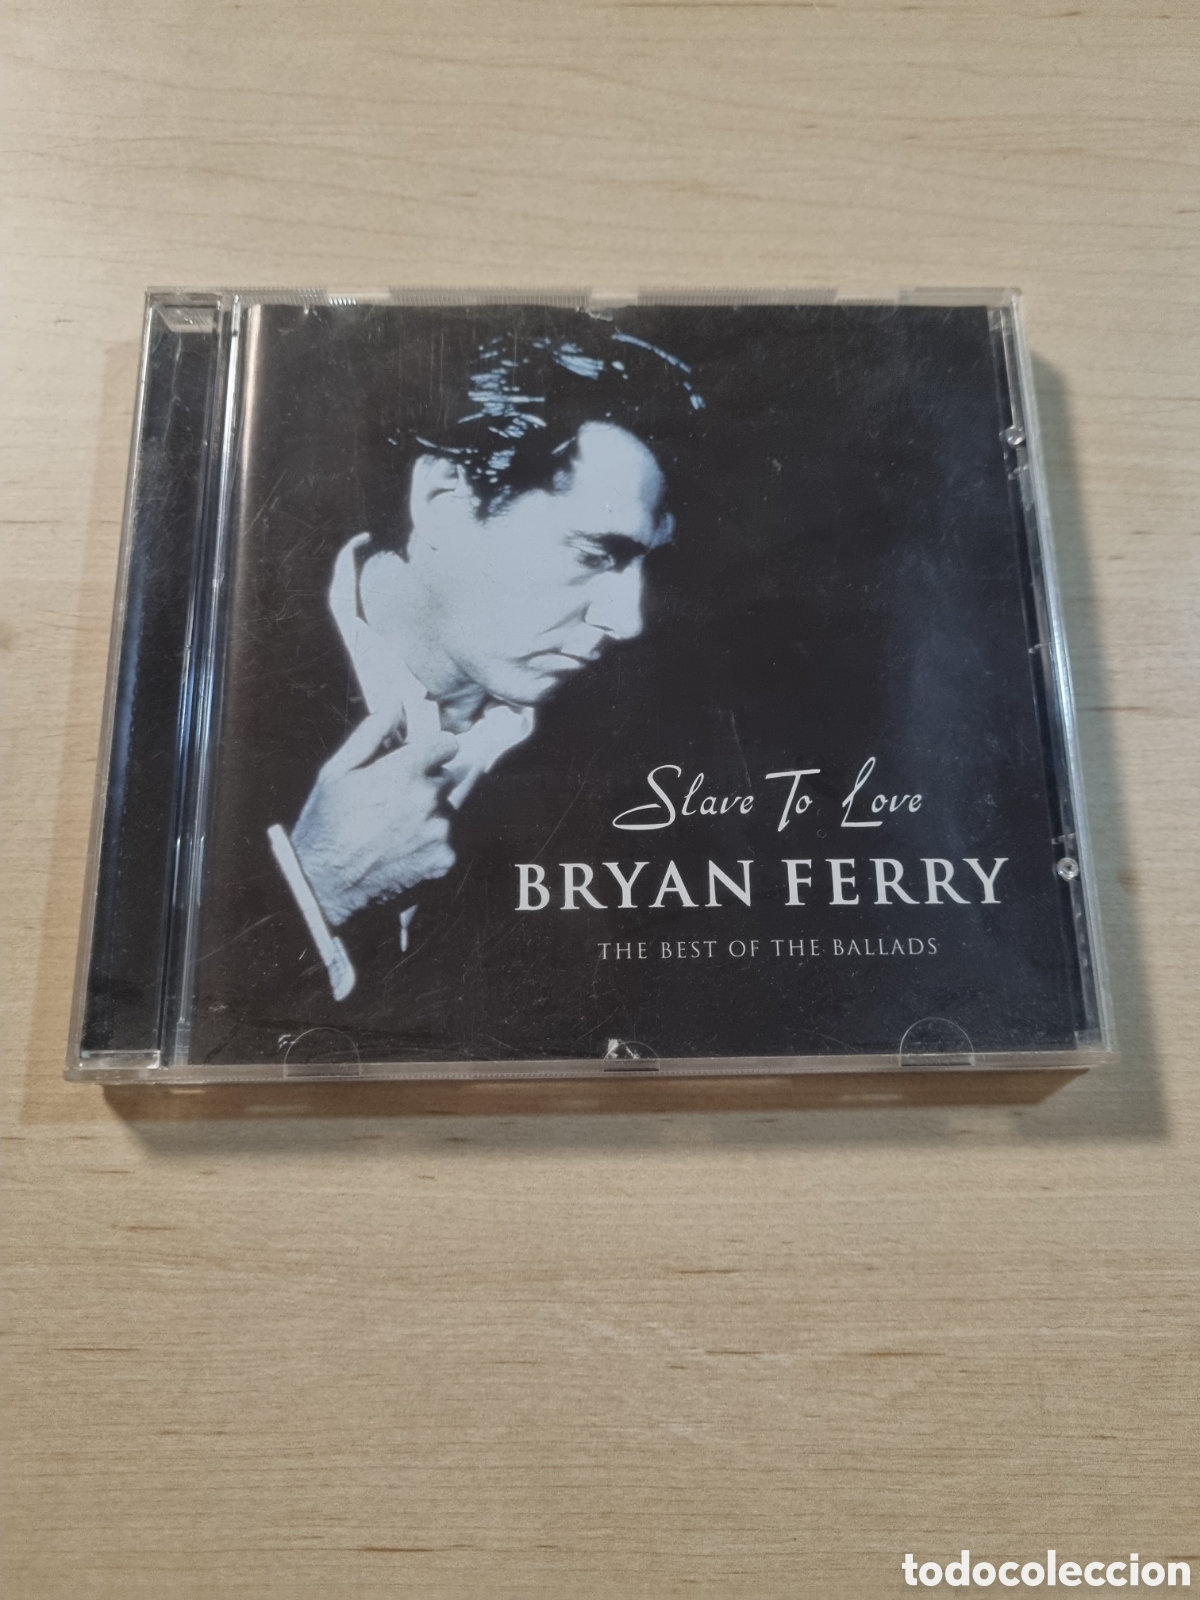 Slave To Love
BRYAN FERRY
THE BEST OF THE BALLADS
todocoleccion